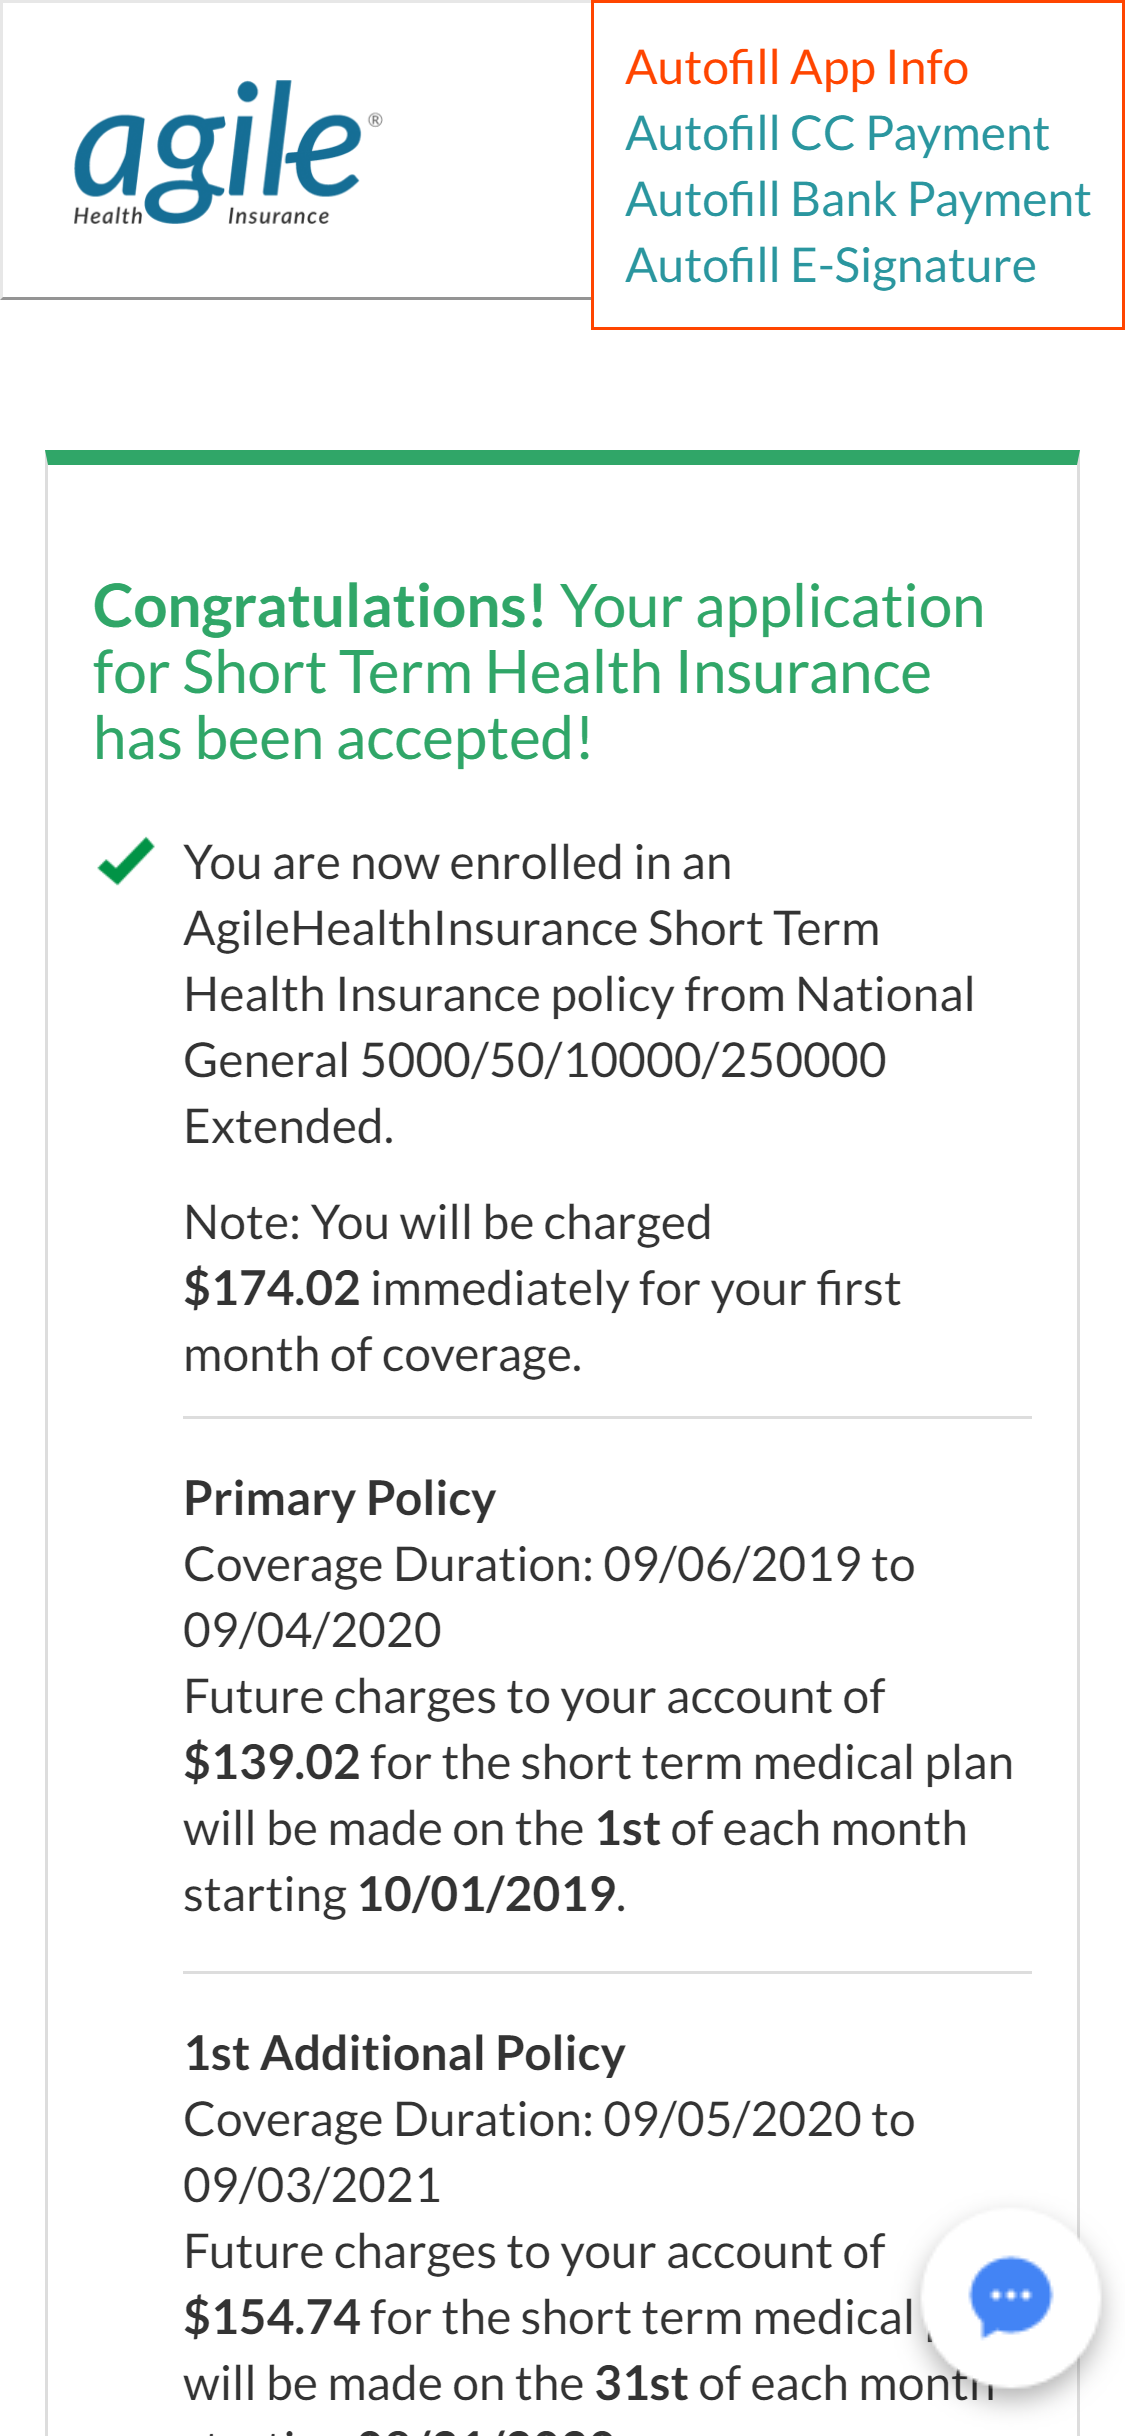 agile®
Health Insurance
Autofill App Info
Autofill CC Payment
Autofill Bank Payment
Autofill E-Signature
Congratulations! Your application
for Short Term Health Insurance
has been accepted!
You are now enrolled in an
AgileHealthInsurance Short Term
Health Insurance policy from National
General 5000/50/10000/250000
Extended.
Note: You will be charged
$174.02 immediately for your first
month of coverage.
Primary Policy
Coverage Duration: 09/06/2019 to
09/04/2020
Future charges to your account of
$139.02 for the short term medical plan
will be made on the 1st of each month
starting 10/01/2019.
1st Additional Policy
Coverage Duration: 09/05/2020 to
09/03/2021
Future charges to your account of
$154.74 for the short term medical
will be made on the 31st of each month